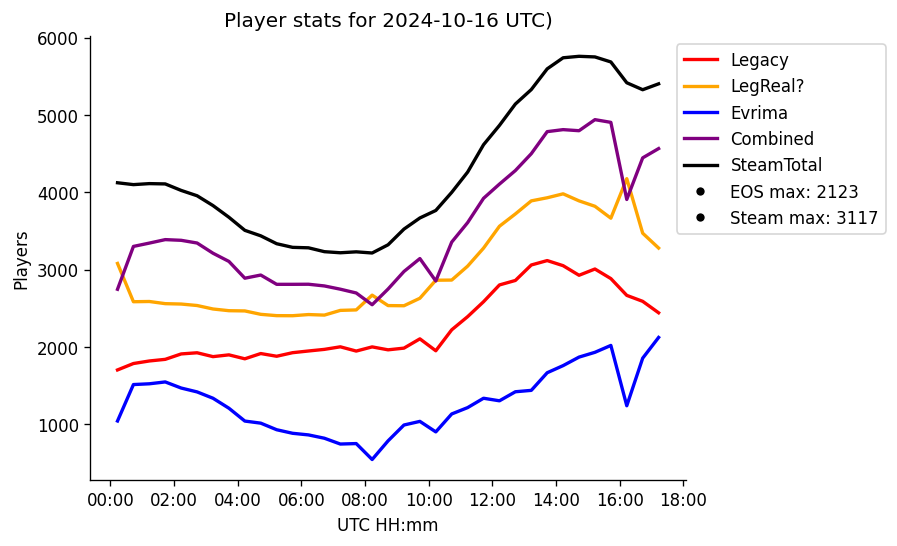 Player stats for 2024-10-16 UTC)
6000
5000
4000
3000
2000
1000
Players
00:00 02:00 04:00 06:00 08:00 10:00 12:00 14:00 16:00 18:00
UTC HH:mm
Legacy
LegReal?
Evrima
Combined
SteamTotal
EOS max: 2123
Steam max: 3117